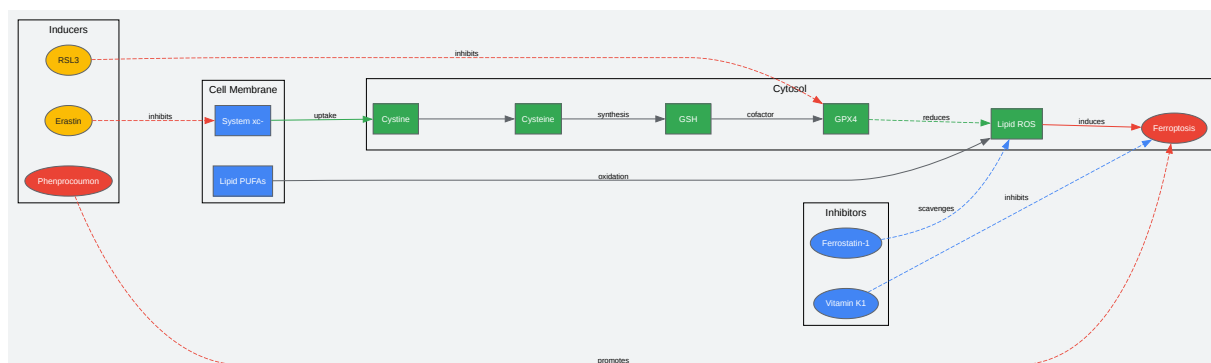 Inducers
RSL3
inhibits
Cell Membrane
Cytosol
Erastin
inhibits
System xc-
uptake
Cystine
Cysteine
synthesis
GSH
cofactor
GPX4
reduces
Lipid ROS
induces
Ferroptosis
Phenprocoumon
Lipid PUFAs
oxidation
Inhibitors
scavenges
inhibits
Ferrostatin-1
Vitamin K1
promotes